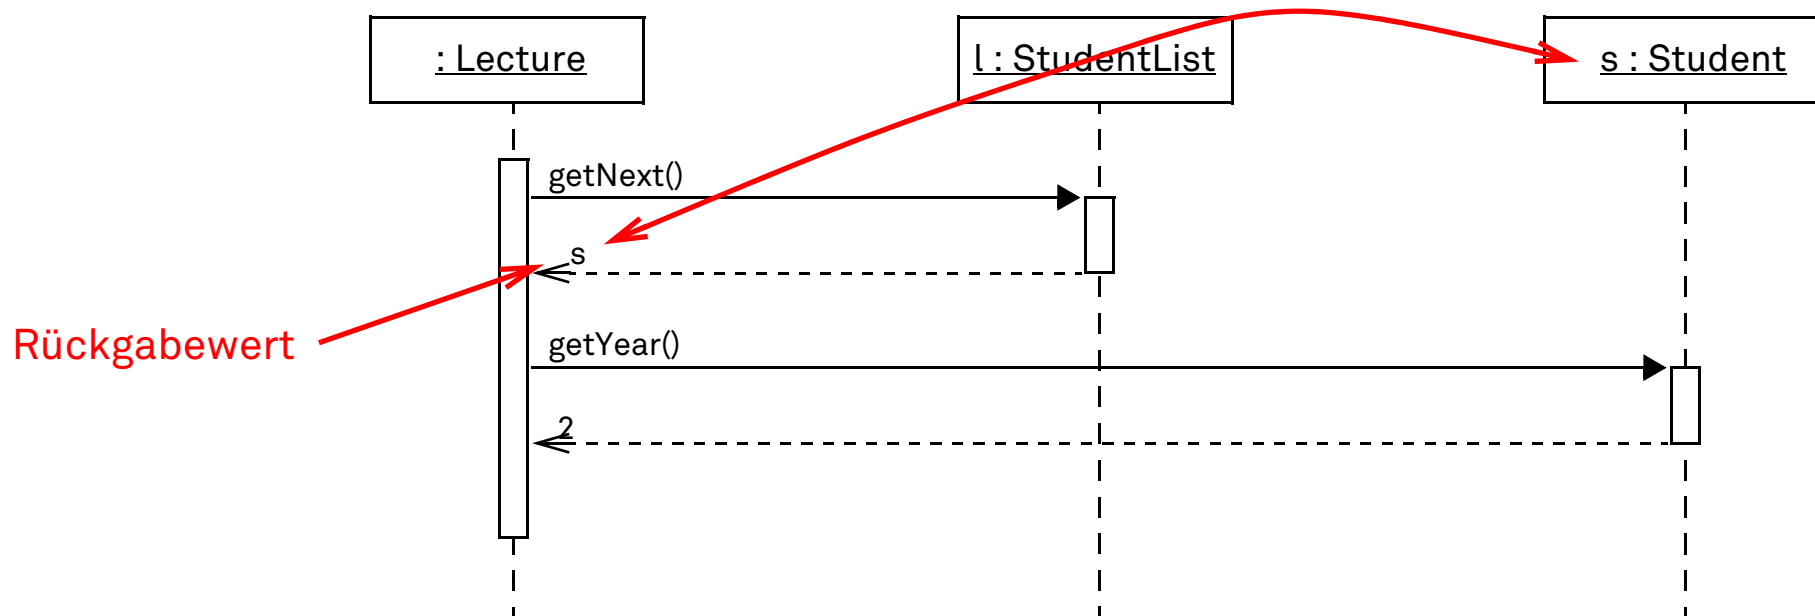 : Lecture
l : StudentList
s : Student
getNext()
s
Rückgabewert
getYear()
2